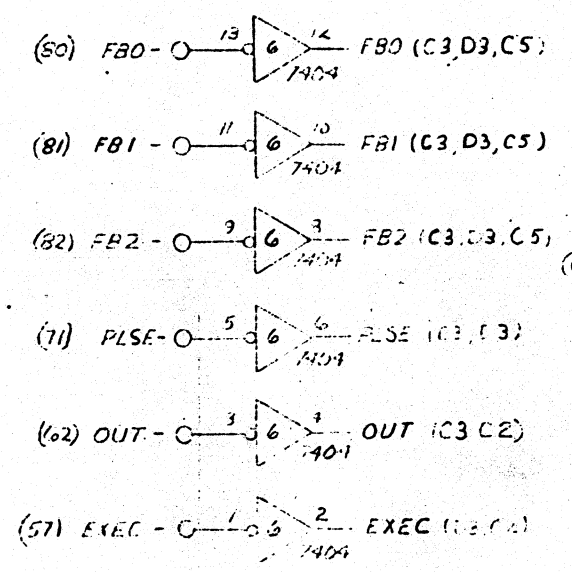 (80) FB0- 13 6 12 FB0 (C3, D3, C5)
7404
(81) FB1 - 11 6 10 FB1 (C3, D3, C5)
7404
(82) FB2- 9 6 8 FB2 (C3, D3, C5)
7404
(71) PLSE- 5 6 6 PLSE (C3, D3)
7404
(62) OUT- 3 6 4 OUT (C3 C2)
7404
(57) EXEC - 1 6 2 EXEC
7404